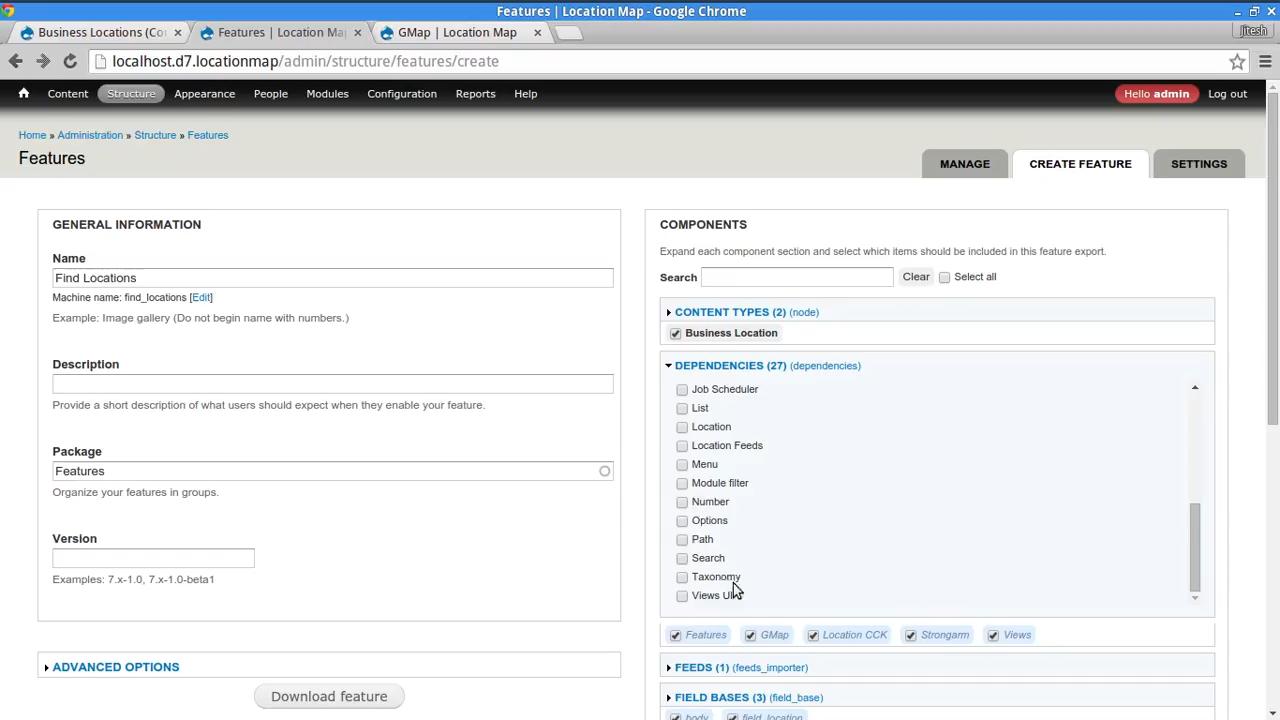 Features | Location Map - Google Chrome
Business Locations (Co
Features | Location Map
GMap | Location Map
jitesh
localhost.d7.locationmap/admin/structure/features/create
Content Structure Appearance People Modules Configuration Reports Help
Hello admin Log out
Home » Administration » Structure » Features
Features
MANAGE CREATE FEATURE SETTINGS
GENERAL INFORMATION
Name
Find Locations
Machine name: find_locations [Edit]
Example: Image gallery (Do not begin name with numbers.)
Description
Provide a short description of what users should expect when they enable your feature.
Package
Features
Organize your features in groups.
Version
Examples: 7.x-1.0, 7.x-1.0-beta1
ADVANCED OPTIONS
Download feature
COMPONENTS
Expand each component section and select which items should be included in this feature export.
Search Clear Select all
CONTENT TYPES (2) (node)
Business Location
DEPENDENCIES (27) (dependencies)
Job Scheduler
List
Location
Location Feeds
Menu
Module filter
Number
Options
Path
Search
Taxonomy
Views UI
Features GMap Location CCK Strongarm Views
FEEDS (1) (feeds_importer)
FIELD BASES (3) (field_base)
body field_location